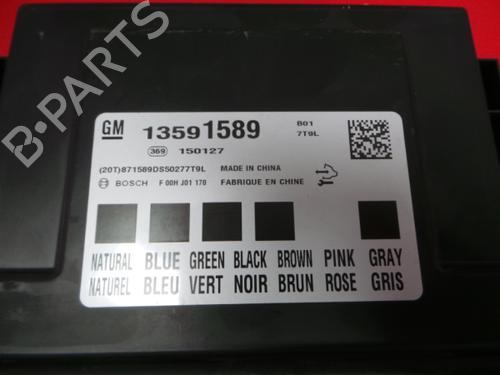 GM 13591589 B01
7T9L
369 150127
(20T)871589DS50277T9L MADE IN CHINA
BOSCH F 00H J01 170 FABRIQUE EN CHINE
NATURAL BLUE GREEN BLACK BROWN PINK GRAY
NATUREL BLEU VERT NOIR BRUN ROSE GRIS
B-PARTS